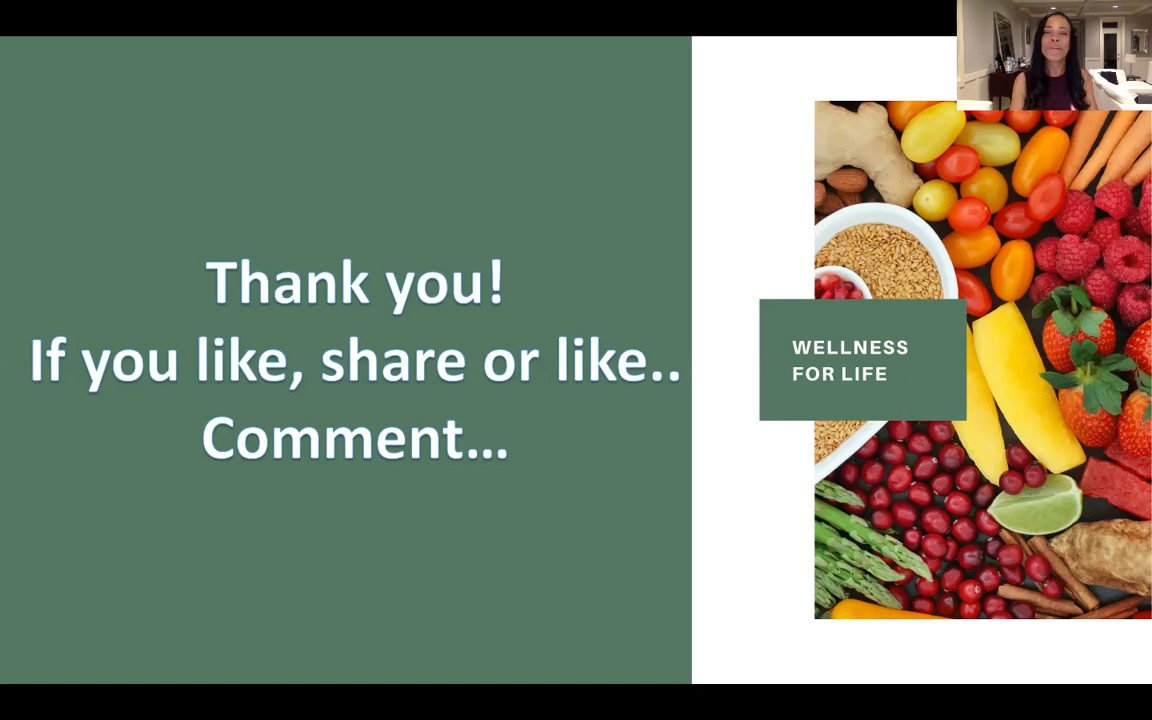 Thank you!
If you like, share or like..
Comment...
WELLNESS
FOR LIFE